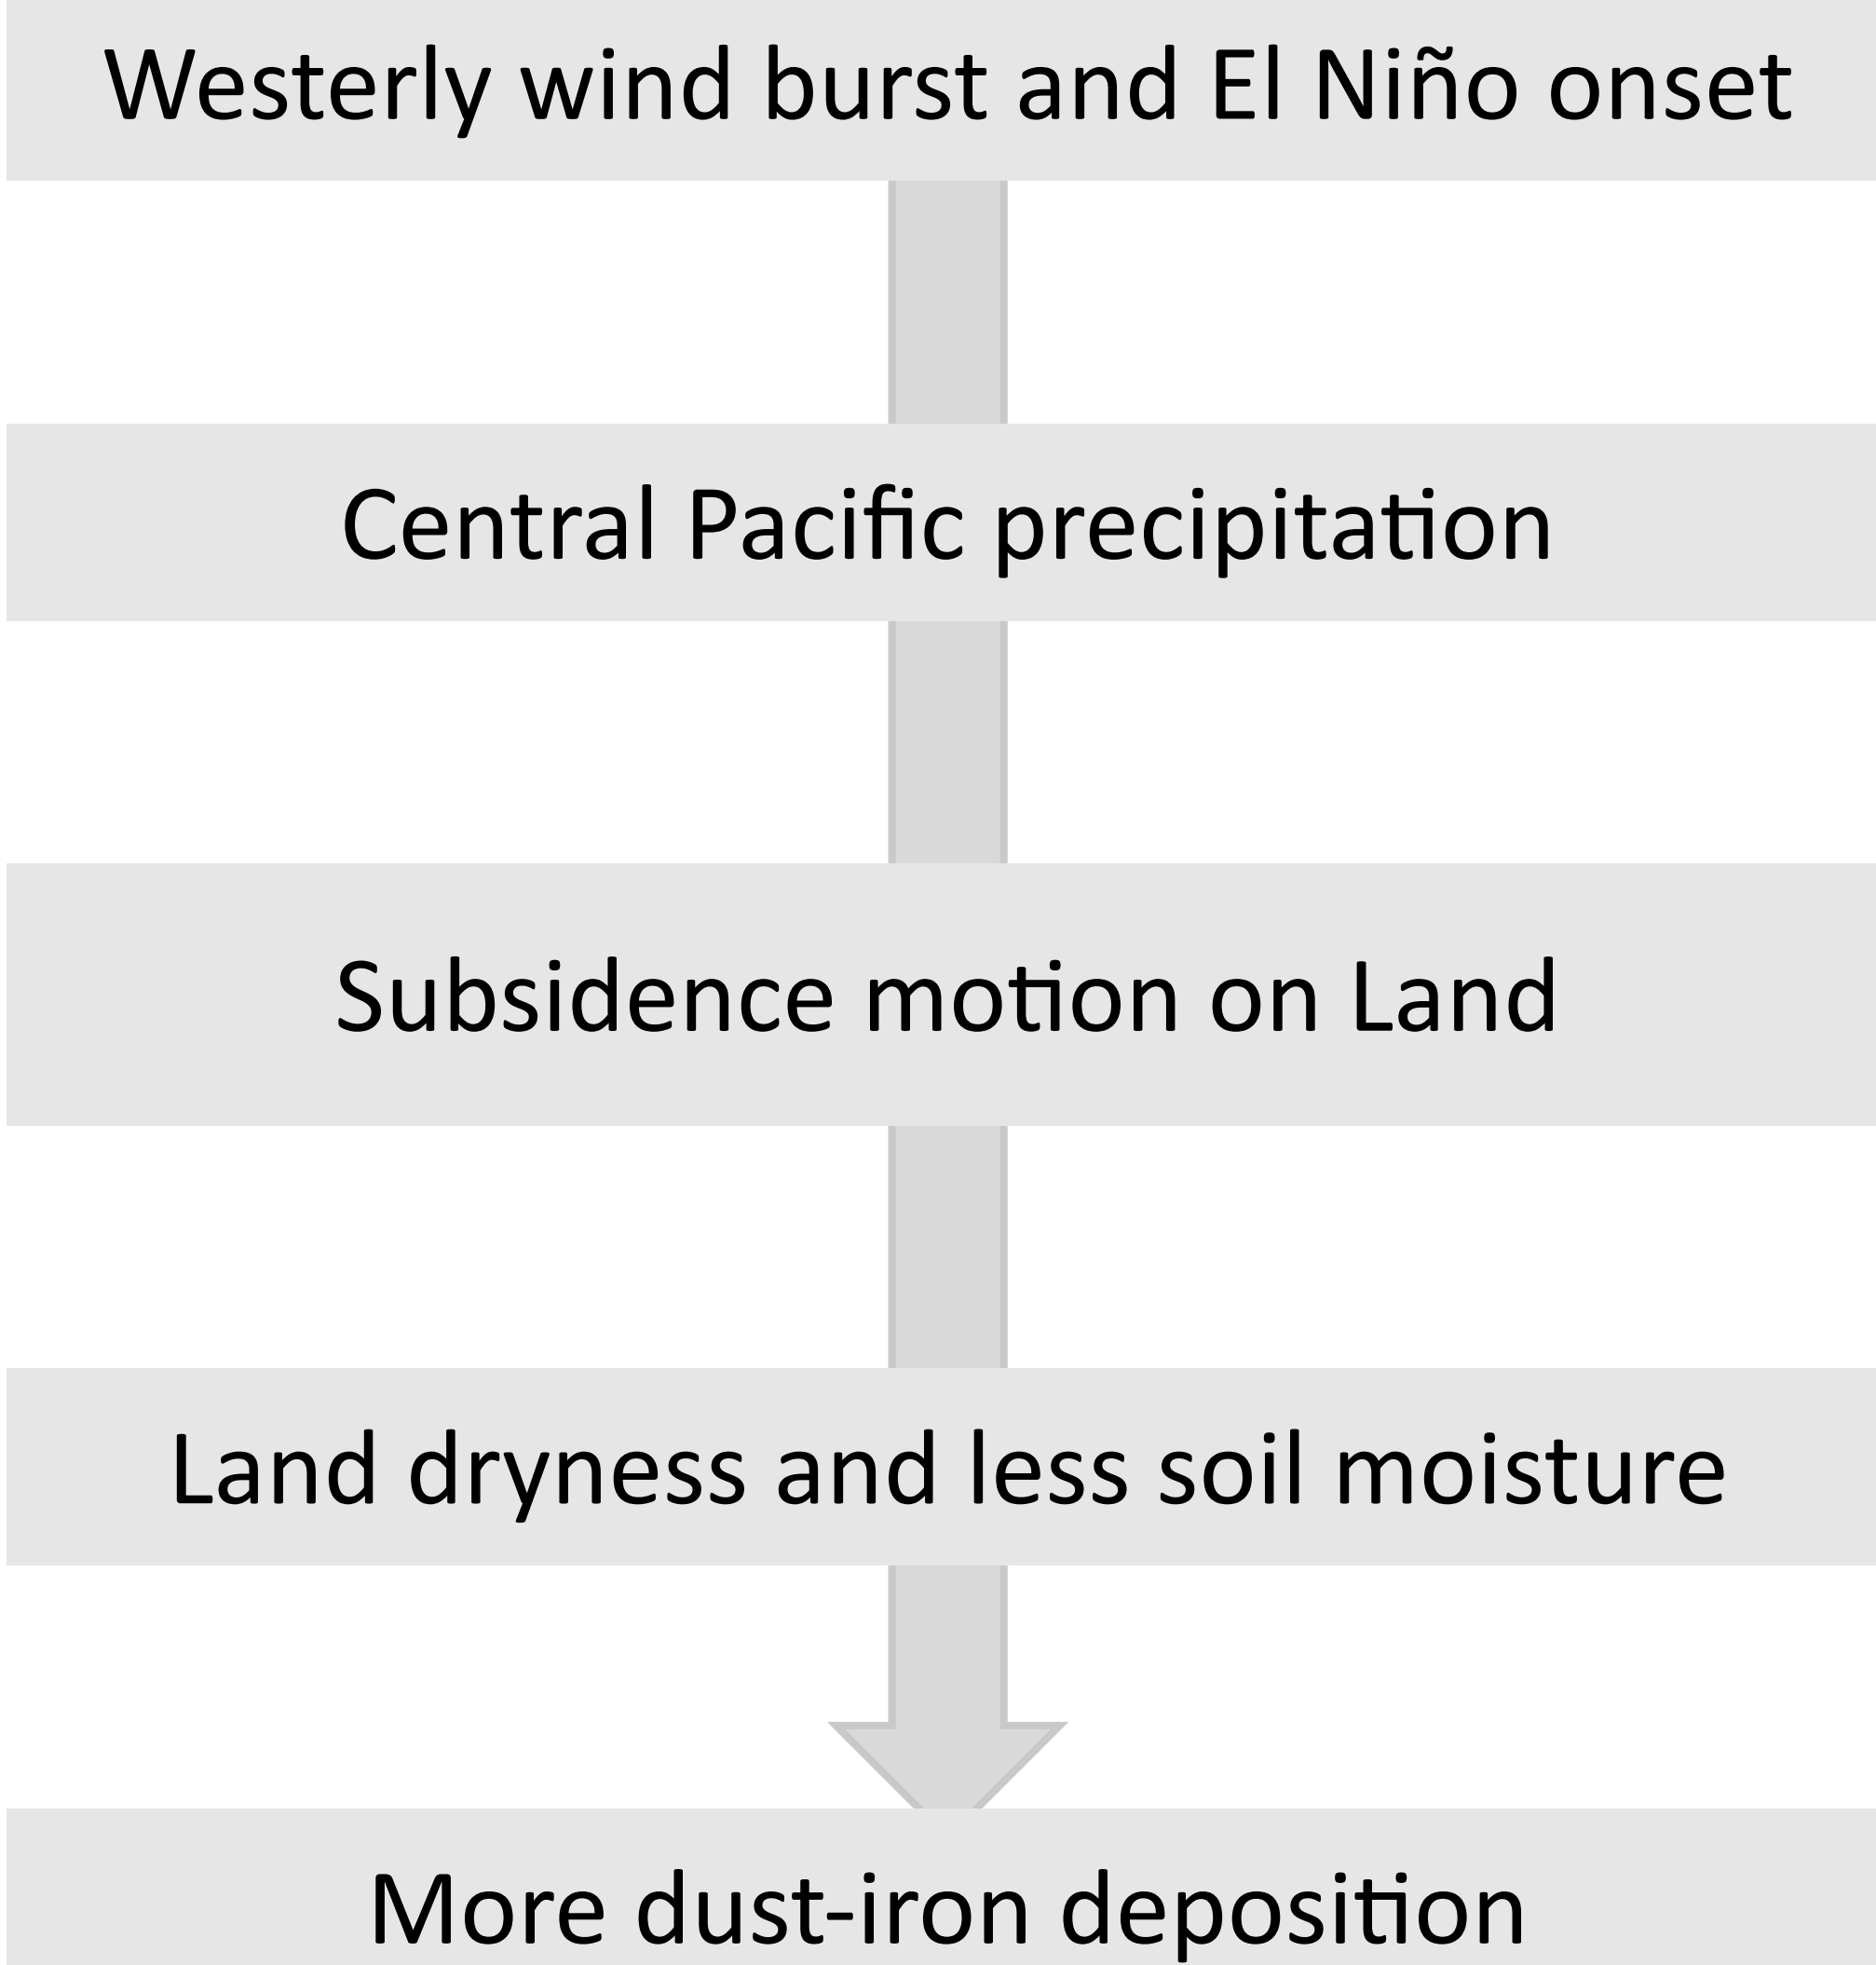 Westerly wind burst and El Niño onset
Central Pacific precipitation
Subsidence motion on Land
Land dryness and less soil moisture
More dust-iron deposition